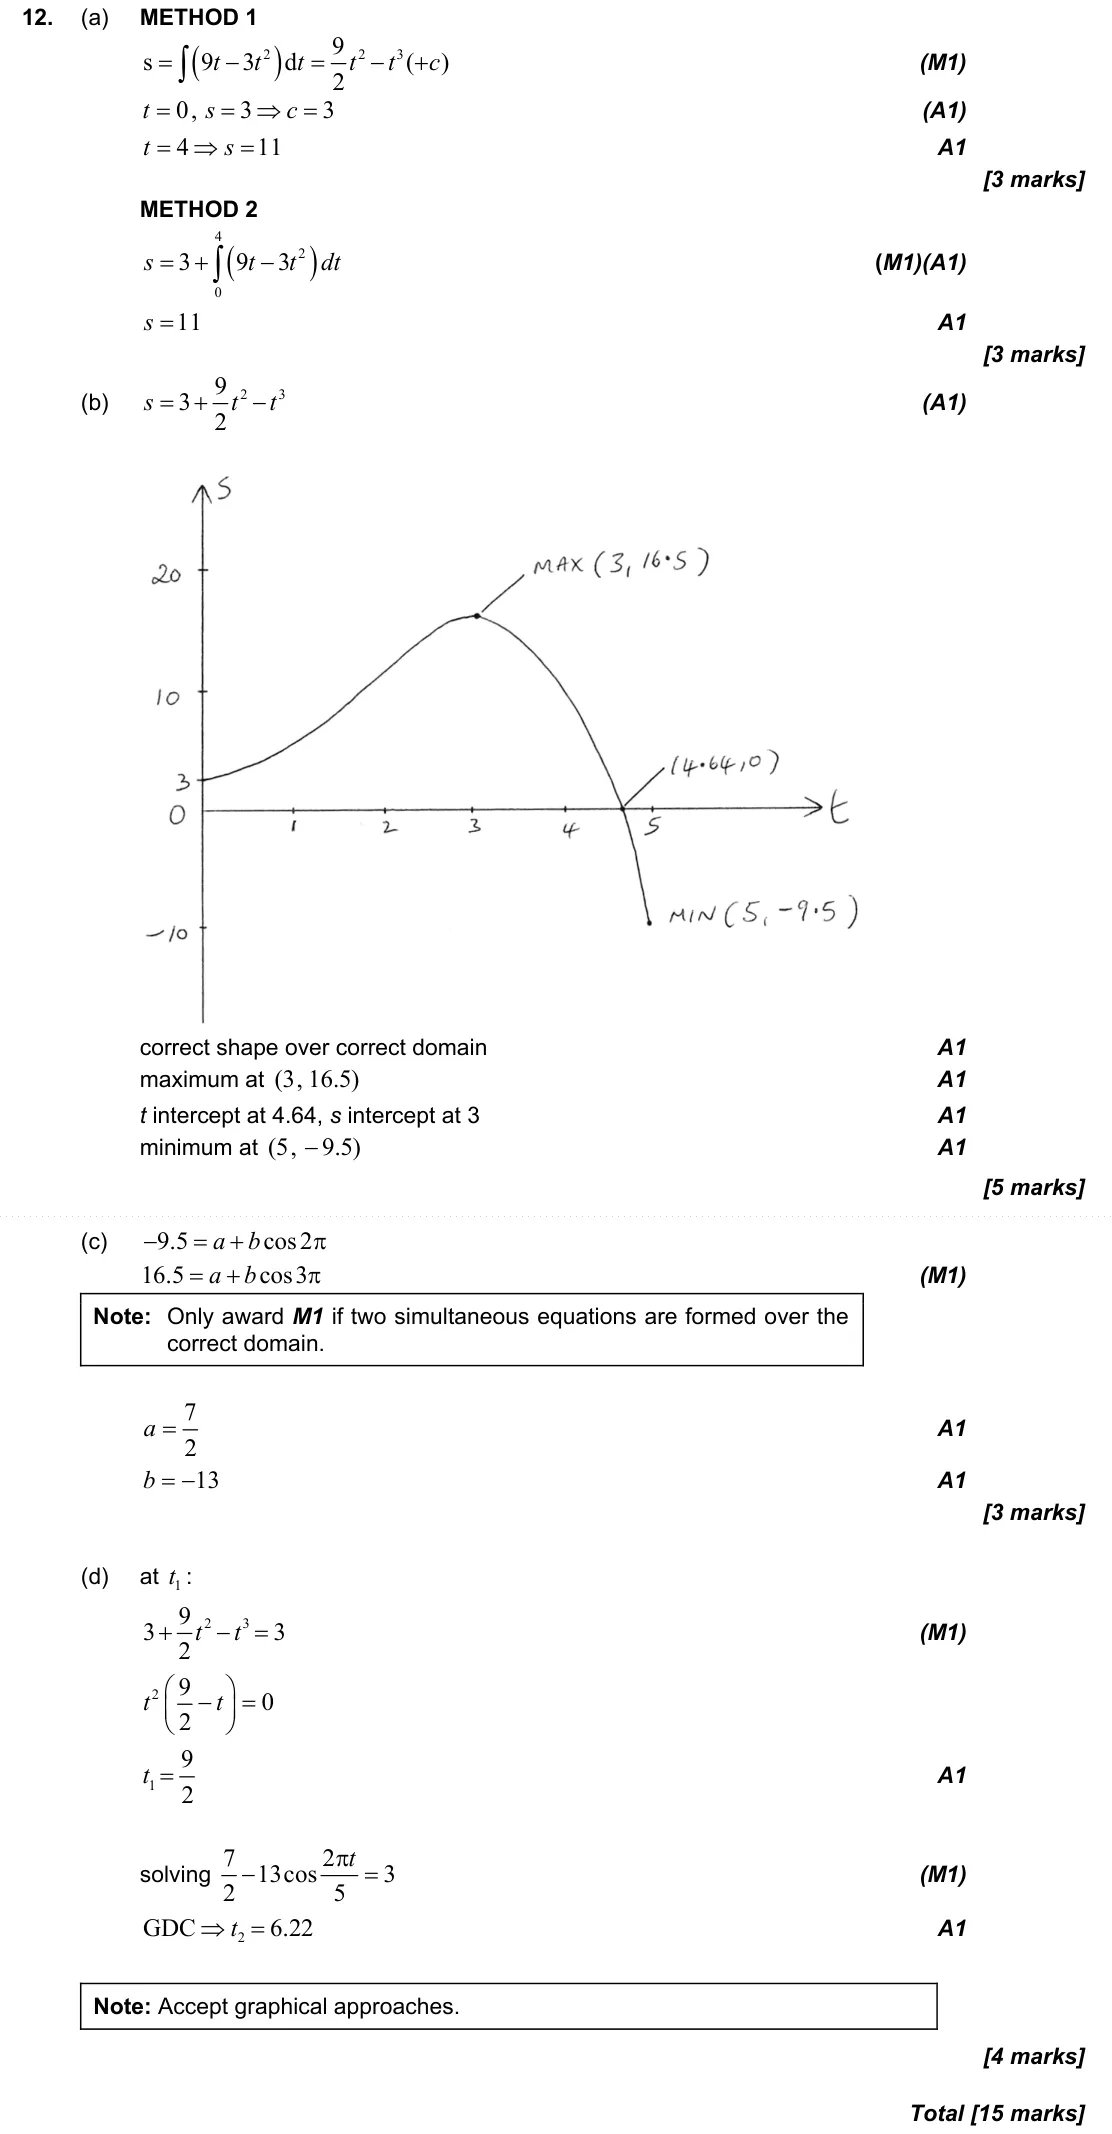 12. (a) METHOD 1
s = ∫(9t − 3t²)dt = 9/2 t² − t³ (+c) (M1)
t = 0, s = 3 ⇒ c = 3 (A1)
t = 4 ⇒ s = 11 A1
[3 marks]
METHOD 2
s = 3 + ∫₀⁴(9t − 3t²)dt (M1)(A1)
s = 11 A1
[3 marks]
(b) s = 3 + 9/2 t² − t³ (A1)
S
MAX (3, 16·5)
20
10
(4·64, 0)
3
0 1 2 3 4 5 t
MIN (5, −9·5)
−10
correct shape over correct domain A1
maximum at (3, 16.5) A1
t intercept at 4.64, s intercept at 3 A1
minimum at (5, −9.5) A1
[5 marks]
(c) −9.5 = a + b cos 2π
16.5 = a + b cos 3π (M1)
Note: Only award M1 if two simultaneous equations are formed over the
correct domain.
a = 7/2 A1
b = −13 A1
[3 marks]
(d) at t₁ :
3 + 9/2 t² − t³ = 3 (M1)
t²(9/2 − t) = 0
t₁ = 9/2 A1
solving 7/2 − 13 cos 2πt/5 = 3 (M1)
GDC ⇒ t₂ = 6.22 A1
Note: Accept graphical approaches.
[4 marks]
Total [15 marks]